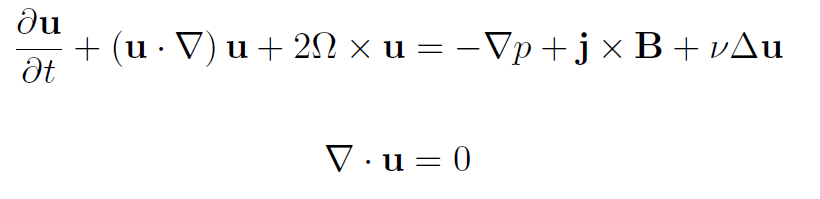 ∂u/∂t + (u · ∇) u + 2Ω × u = −∇p + j × B + νΔu
∇ · u = 0